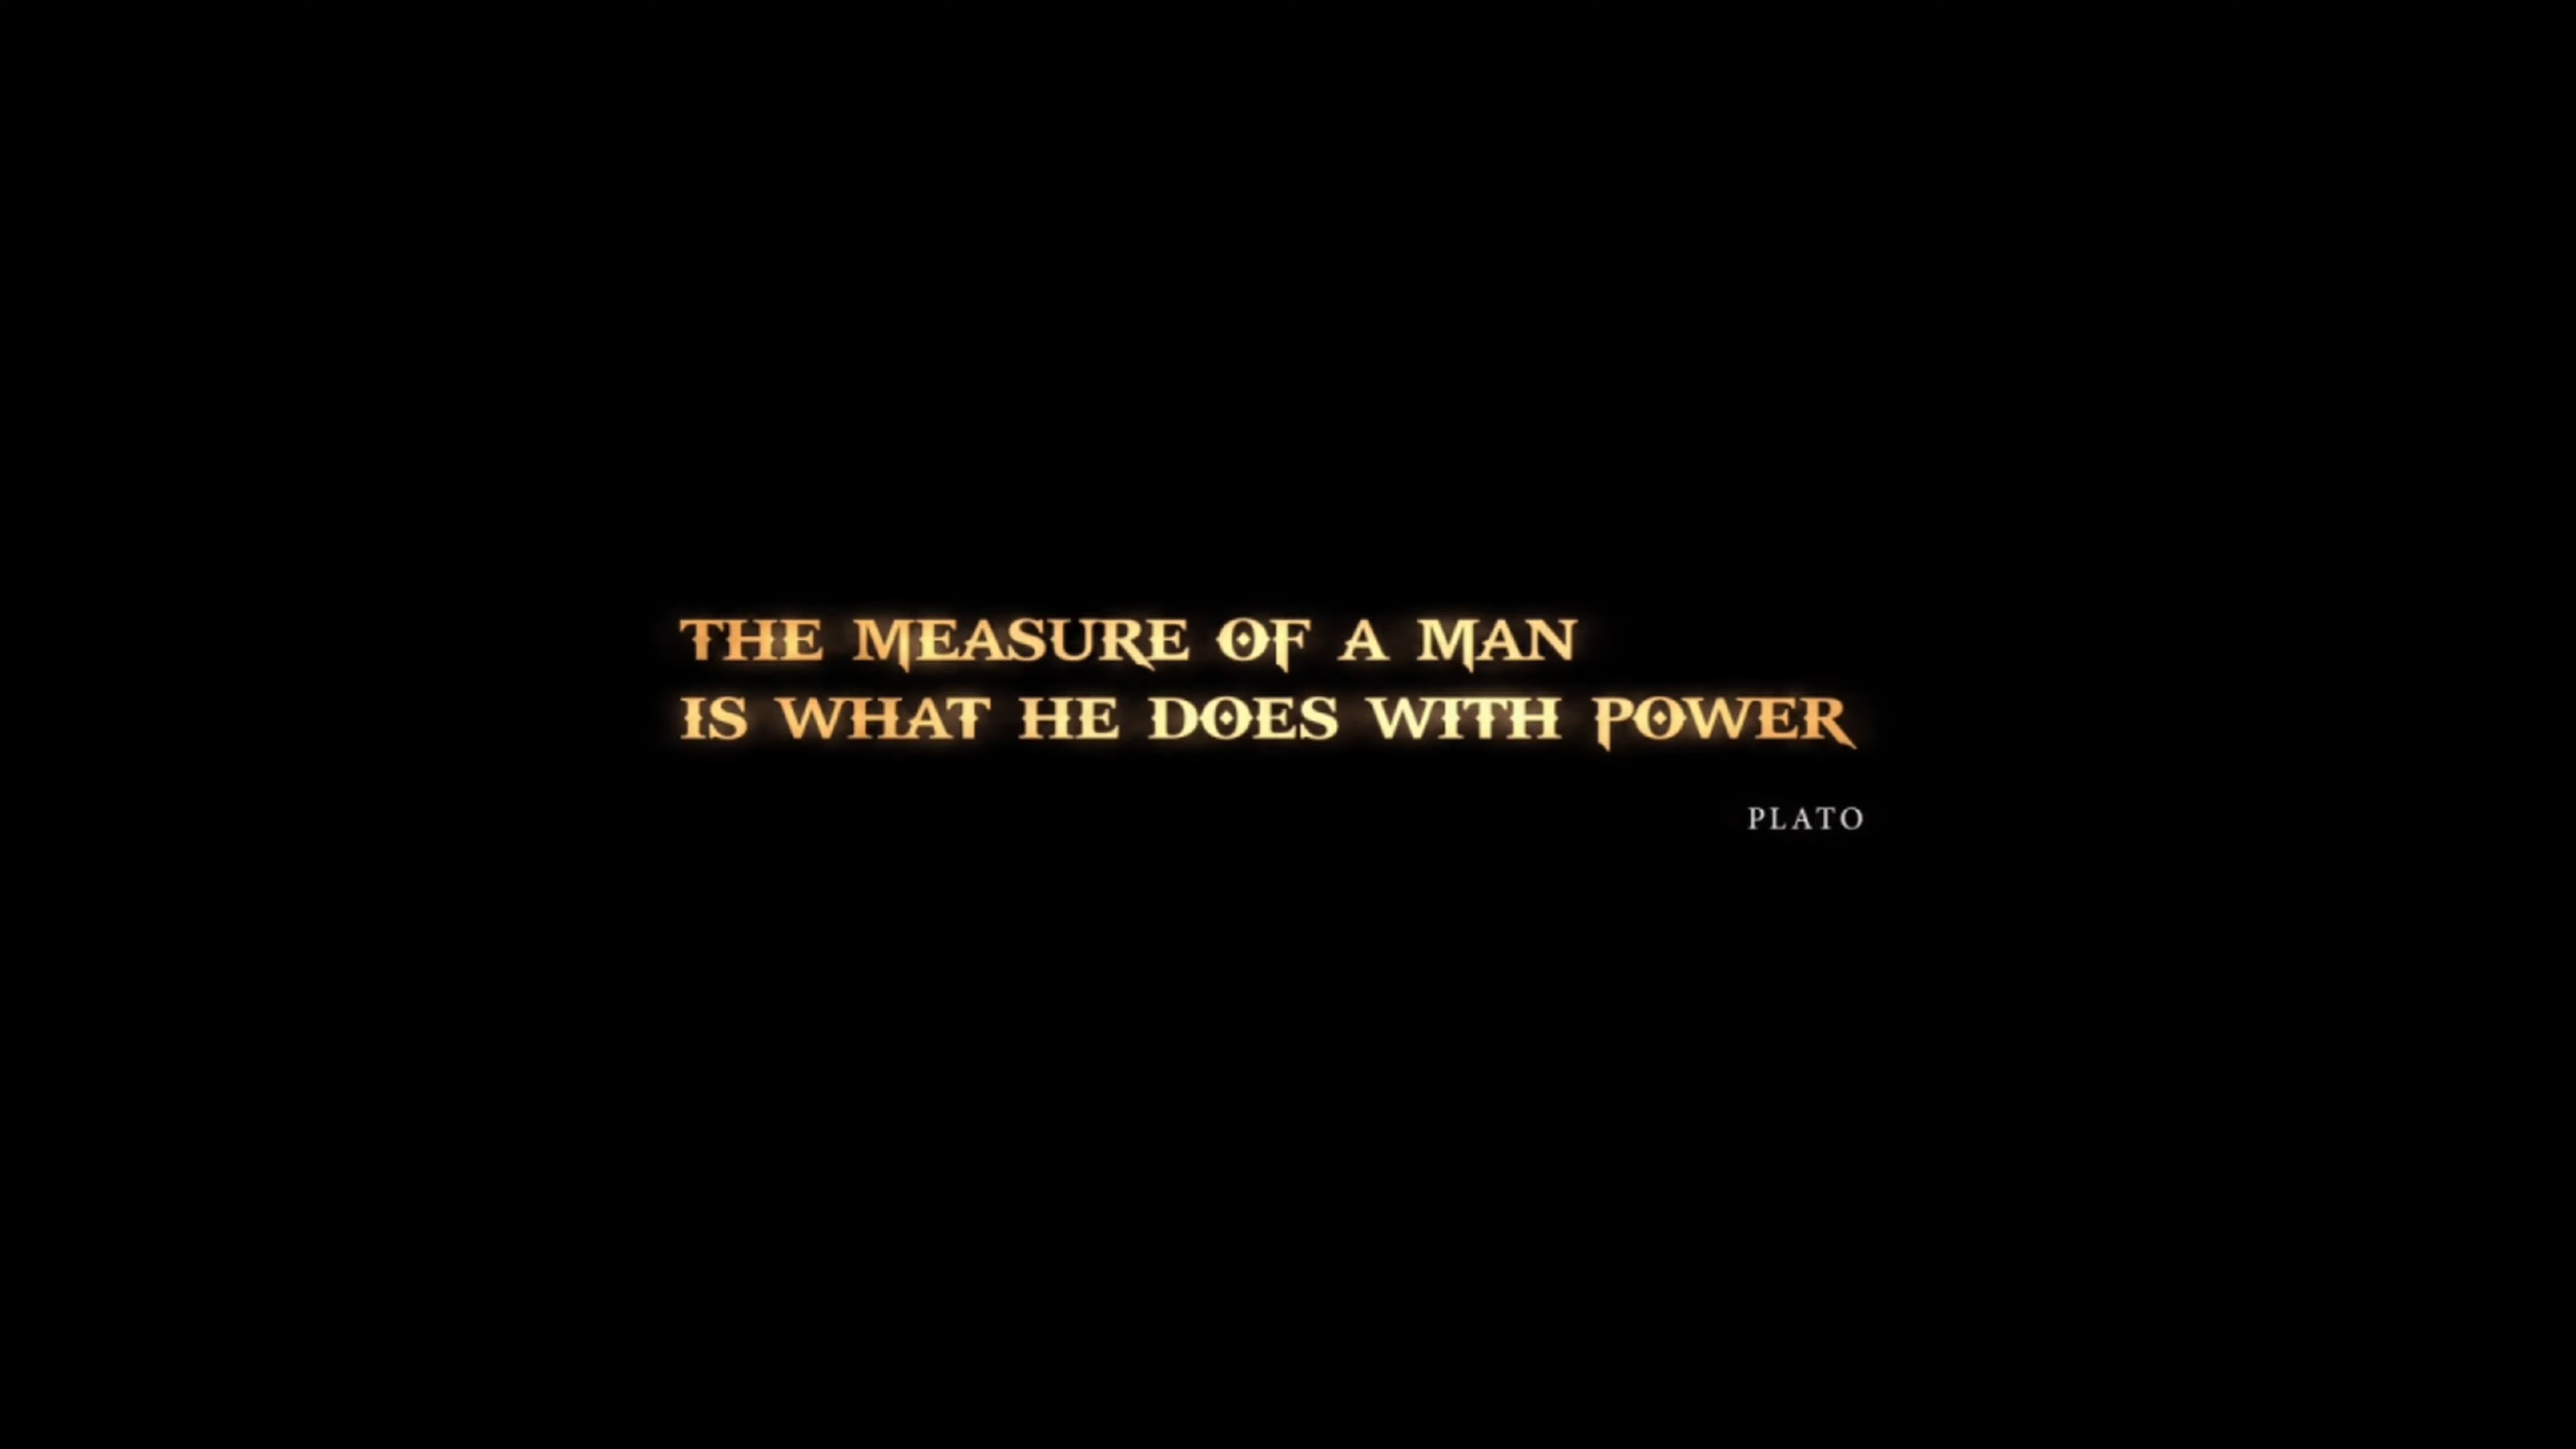 THE MEASURE OF A MAN
IS WHAT HE DOES WITH POWER
PLATO